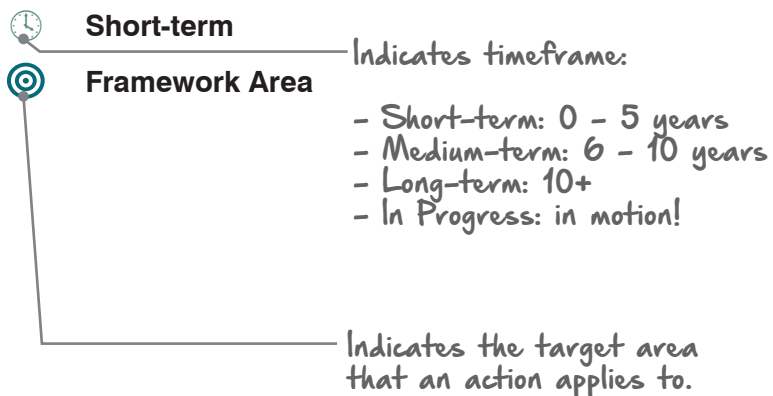 Short-term
Indicates timeframe:
Framework Area
- Short-term: 0 - 5 years
- Medium-term: 6 - 10 years
- Long-term: 10+
- In Progress: in motion!
Indicates the target area
that an action applies to.